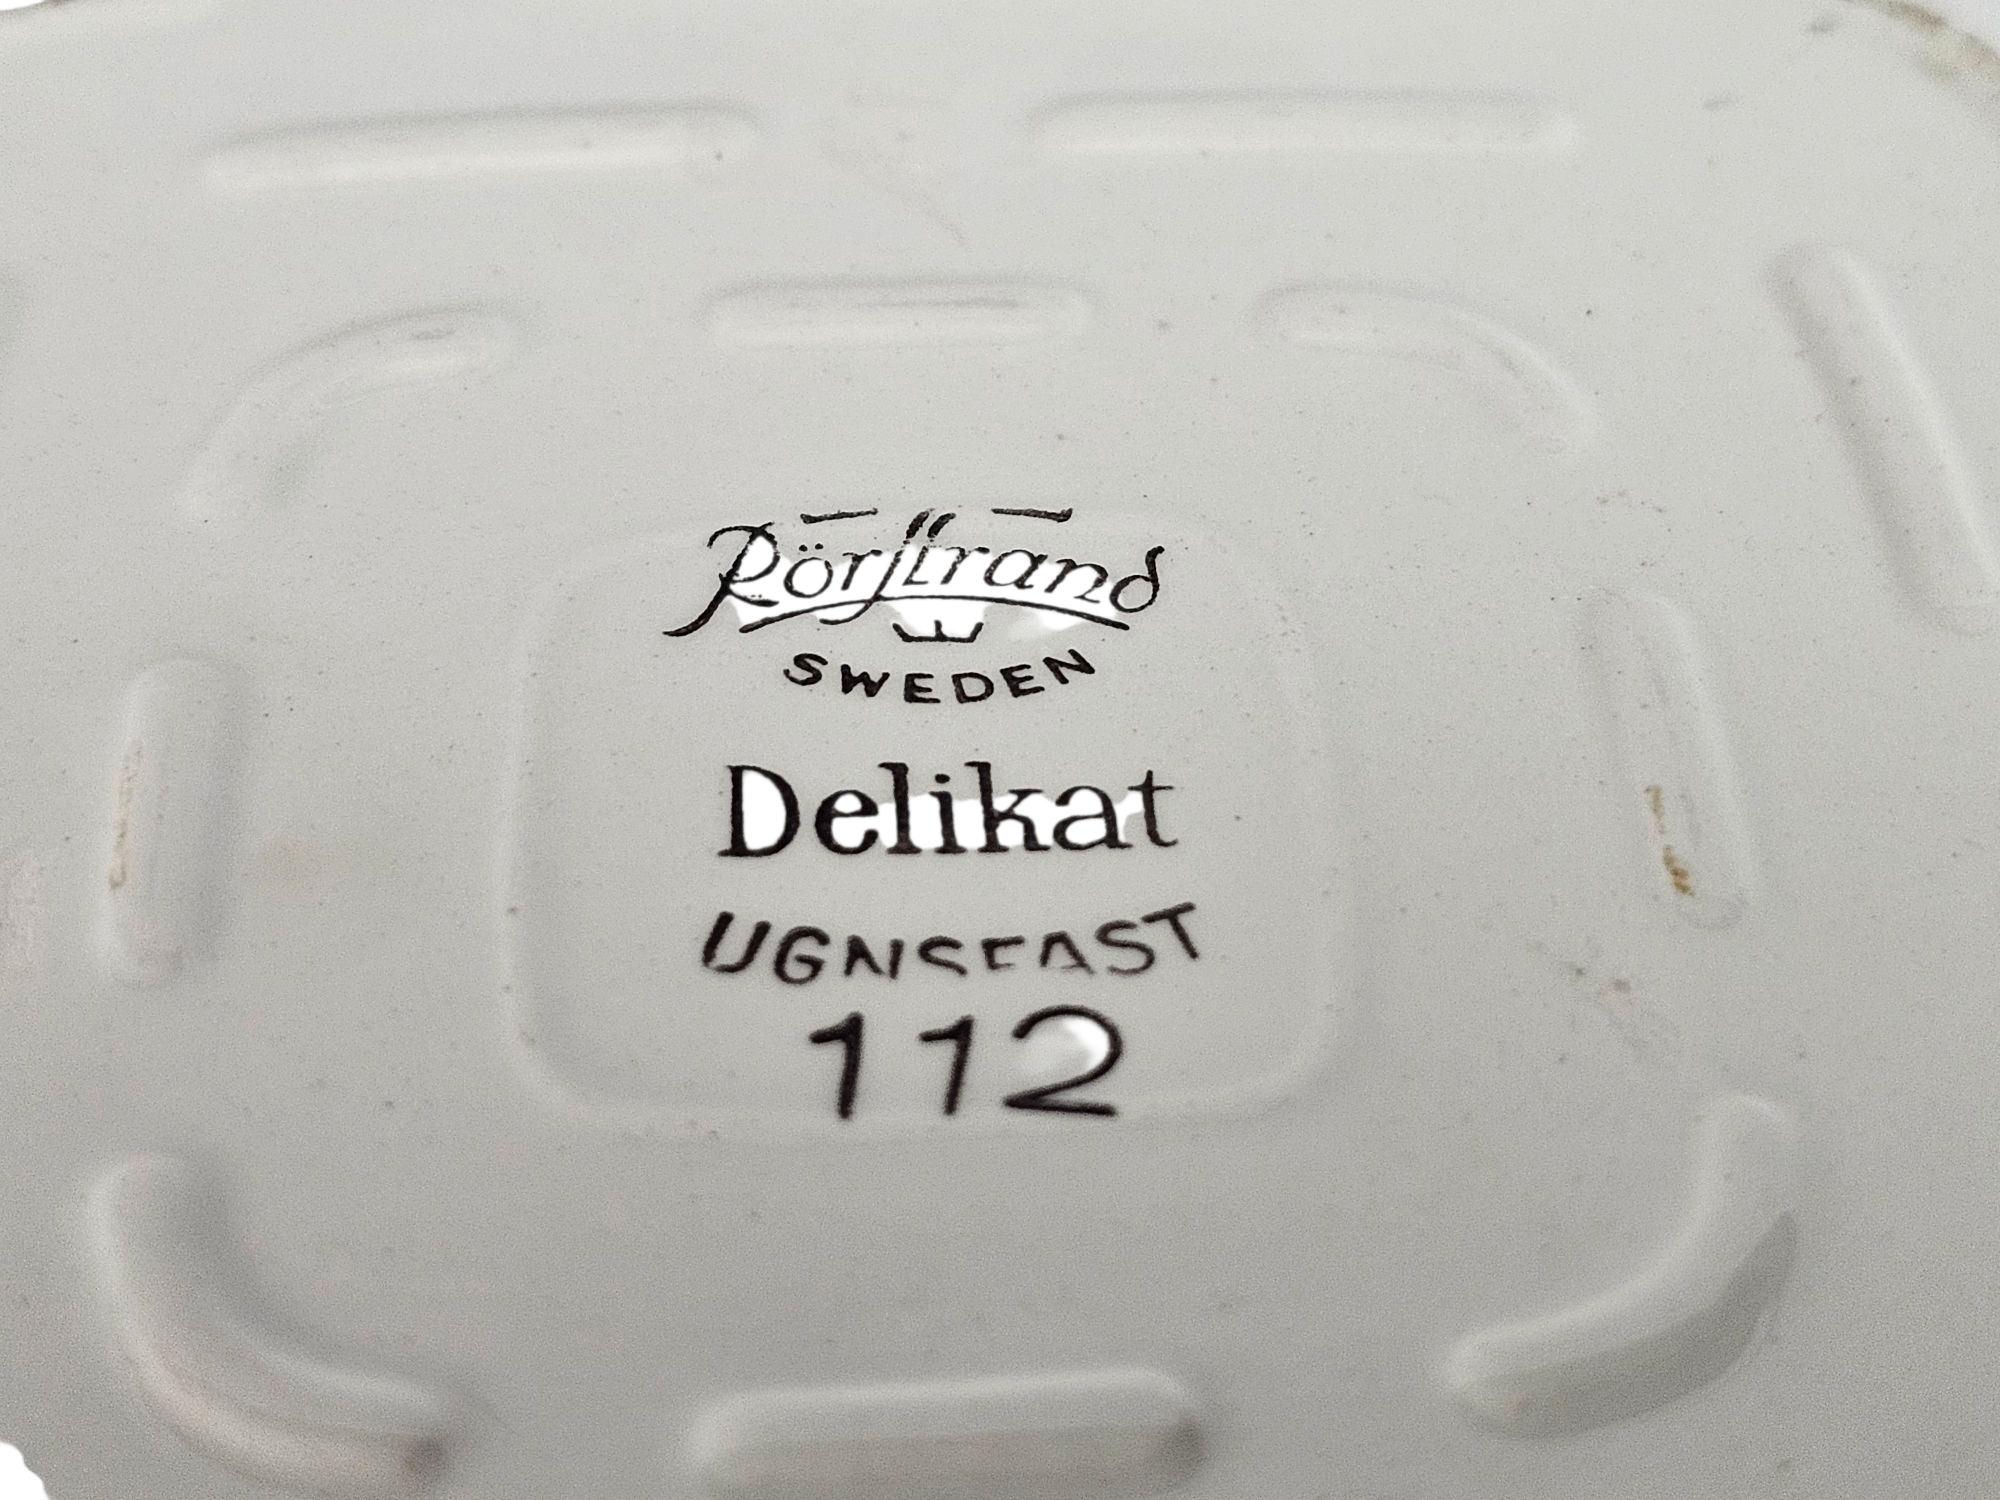 Rörstrand
SWEDEN
Delikat
UGNSFAST
112